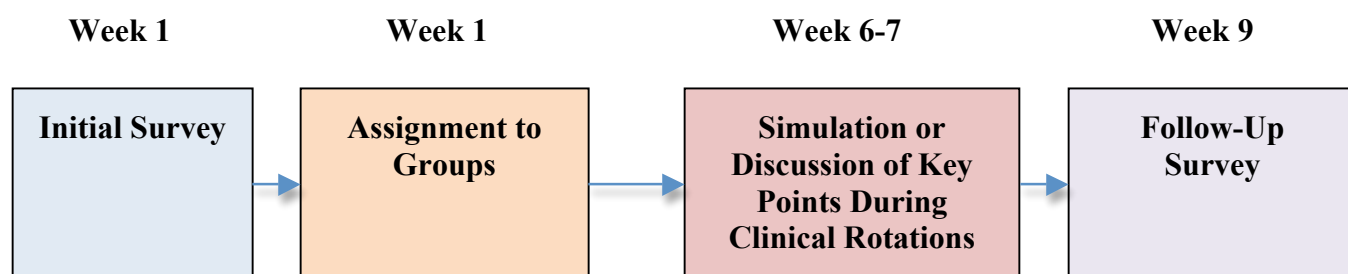 Week 1
Week 1
Week 6-7
Week 9
Initial Survey
Assignment to
Groups
Simulation or
Discussion of Key
Points During
Clinical Rotations
Follow-Up
Survey